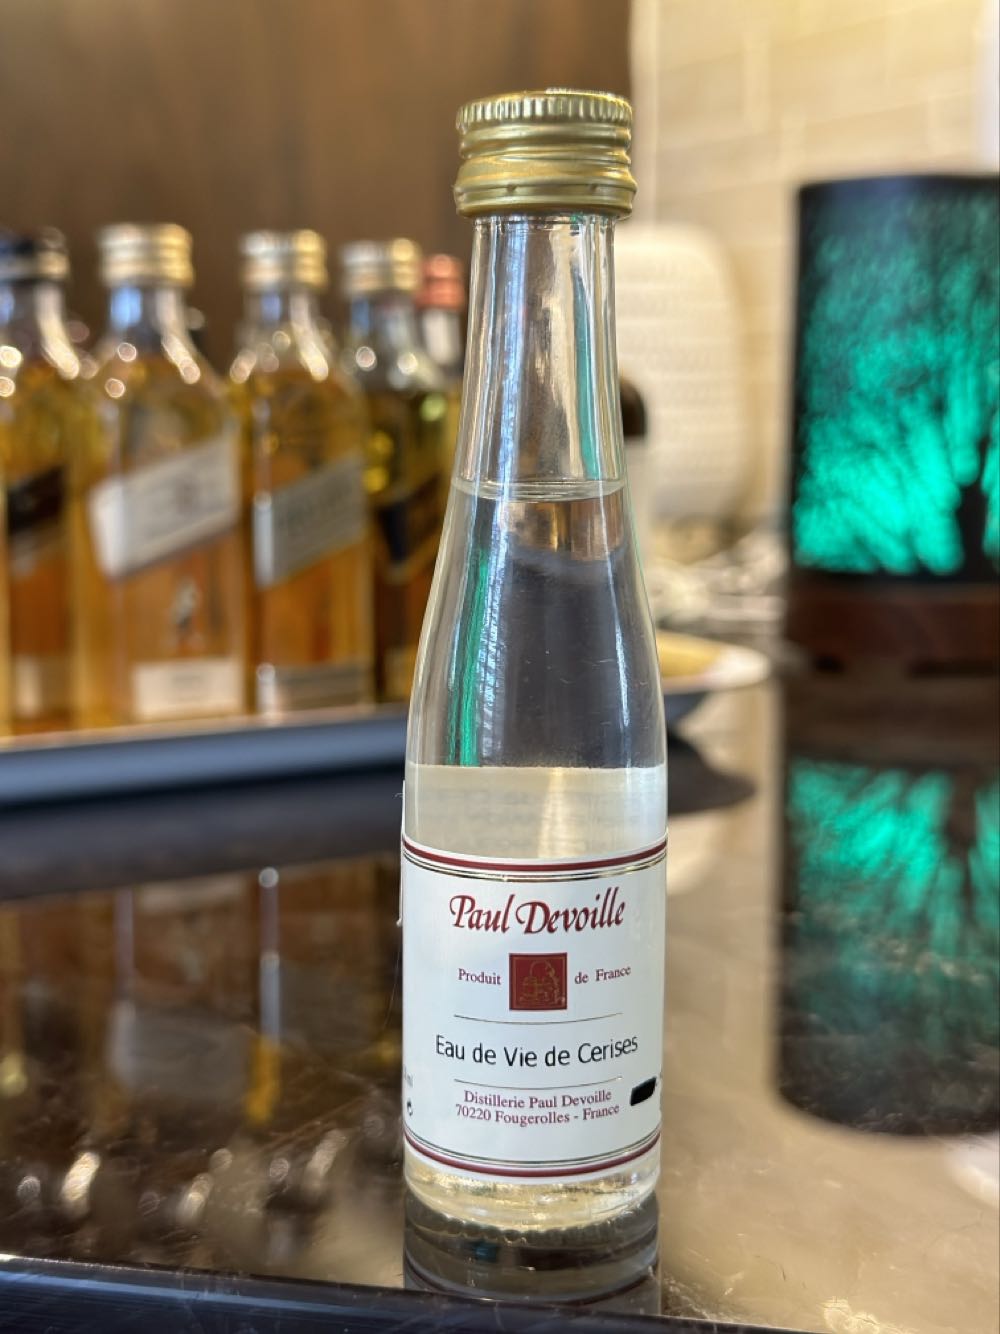 Paul Devoille
Produit de France
Eau de Vie de Cerises
Distillerie Paul Devoille
70220 Fougerolles - France